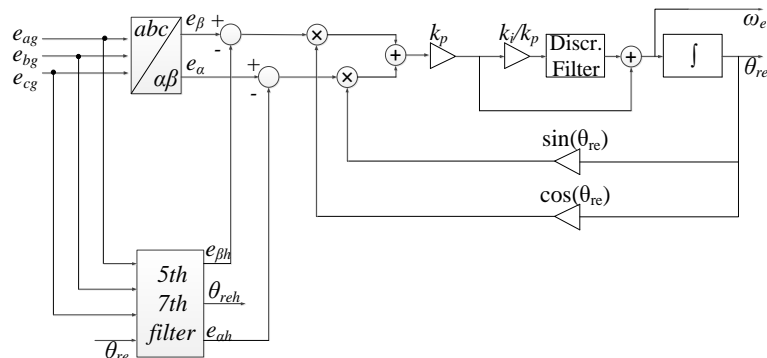 e_ag
e_bg
e_cg
abc
αβ
e_β
e_α
+
-
+
-
×
×
+
k_p
k_i/k_p
Discr.
Filter
+
∫
ω_e
θ_re
sin(θ_re)
cos(θ_re)
5th
7th
filter
e_βh
θ_reh
e_αh
θ_re